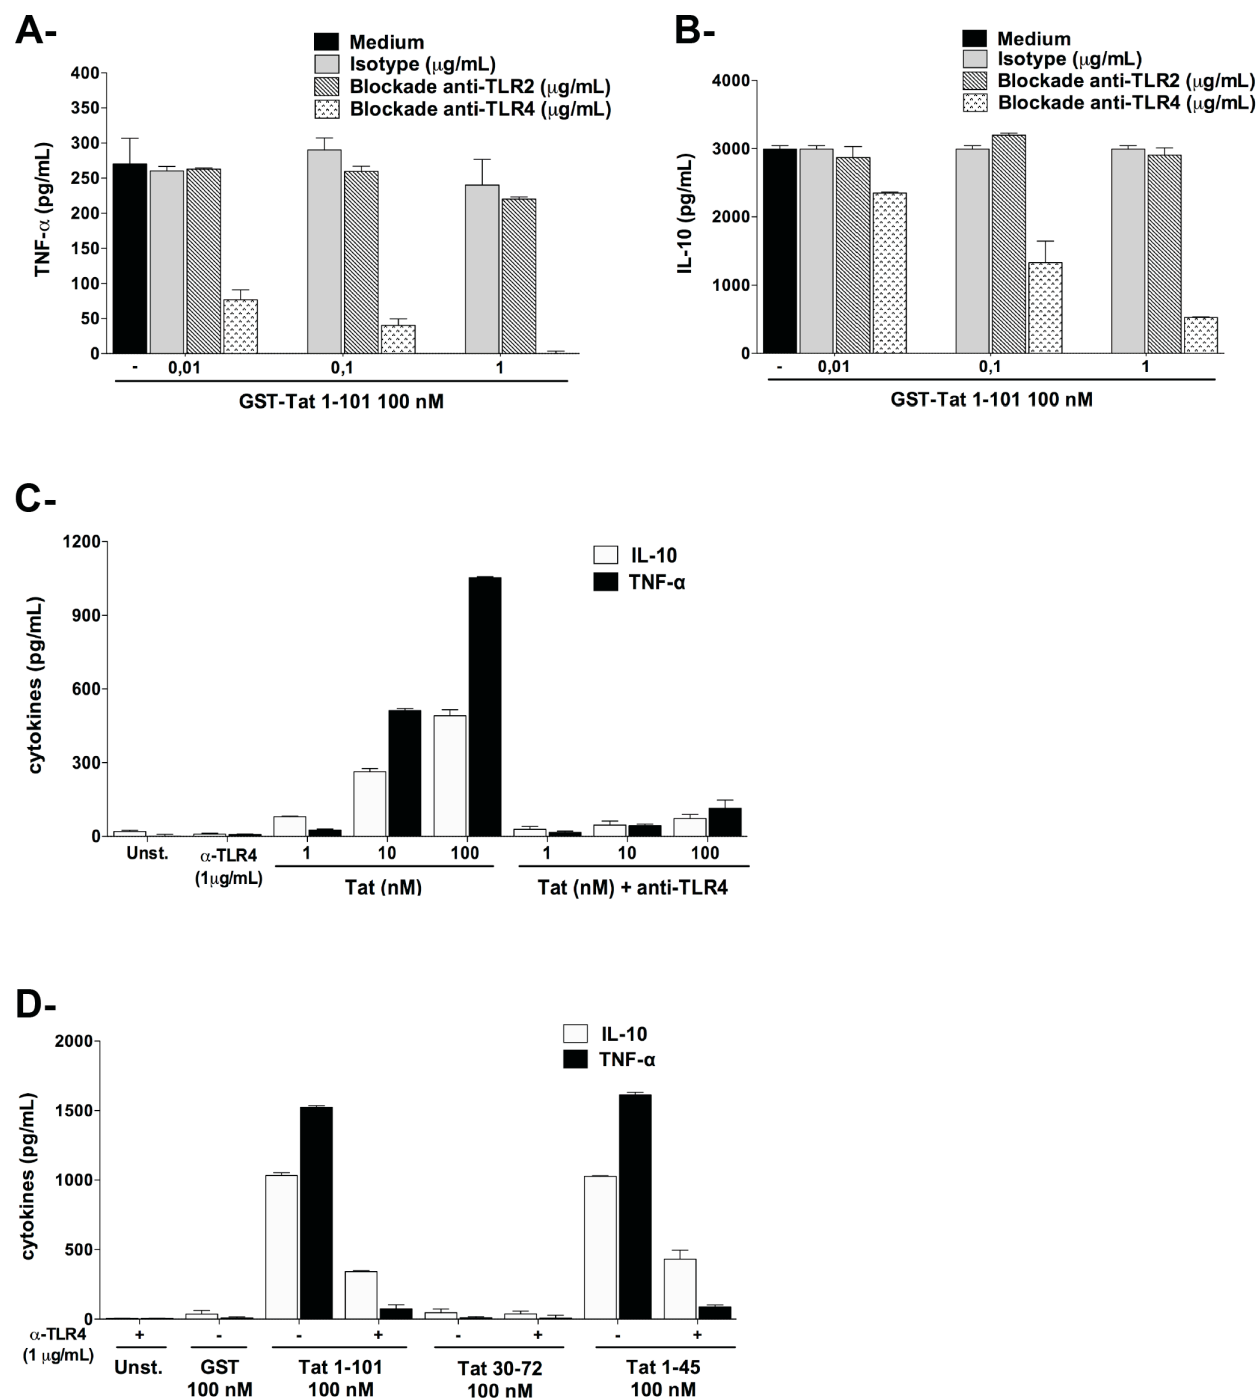 A-
Medium
Isotype (μg/mL)
Blockade anti-TLR2 (μg/mL)
Blockade anti-TLR4 (μg/mL)
TNF-α (pg/mL)
400
350
300
250
200
150
100
50
0
- 0,01 0,1 1
GST-Tat 1-101 100 nM
B-
Medium
Isotype (μg/mL)
Blockade anti-TLR2 (μg/mL)
Blockade anti-TLR4 (μg/mL)
IL-10 (pg/mL)
4000
3000
2000
1000
0
- 0,01 0,1 1
GST-Tat 1-101 100 nM
C-
IL-10
TNF-α
cytokines (pg/mL)
1200
900
600
300
0
Unst. α-TLR4 1 10 100 1 10 100
(1μg/mL)
Tat (nM) Tat (nM) + anti-TLR4
D-
IL-10
TNF-α
cytokines (pg/mL)
2000
1500
1000
500
0
α-TLR4 + - - + - + - +
(1 μg/mL)
Unst. GST Tat 1-101 Tat 30-72 Tat 1-45
100 nM 100 nM 100 nM 100 nM